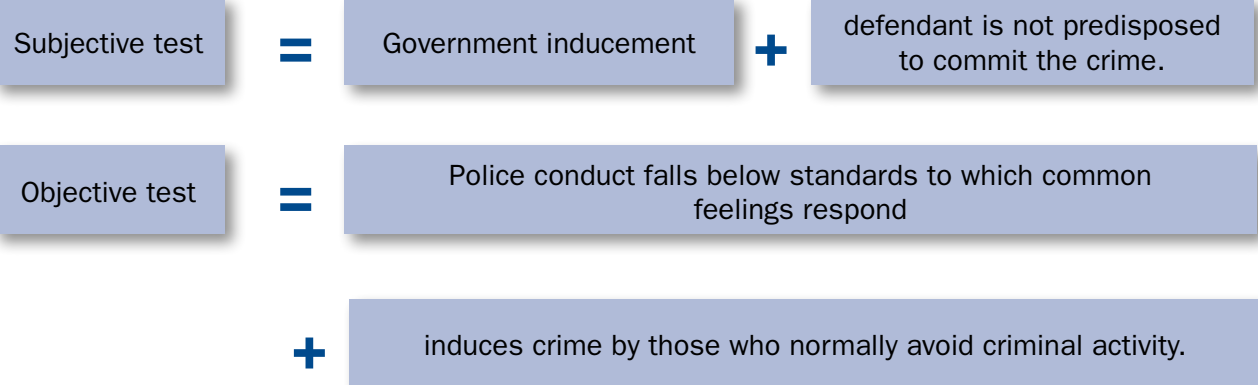 Subjective test = Government inducement + defendant is not predisposed
to commit the crime.
Objective test = Police conduct falls below standards to which common
feelings respond
+ induces crime by those who normally avoid criminal activity.